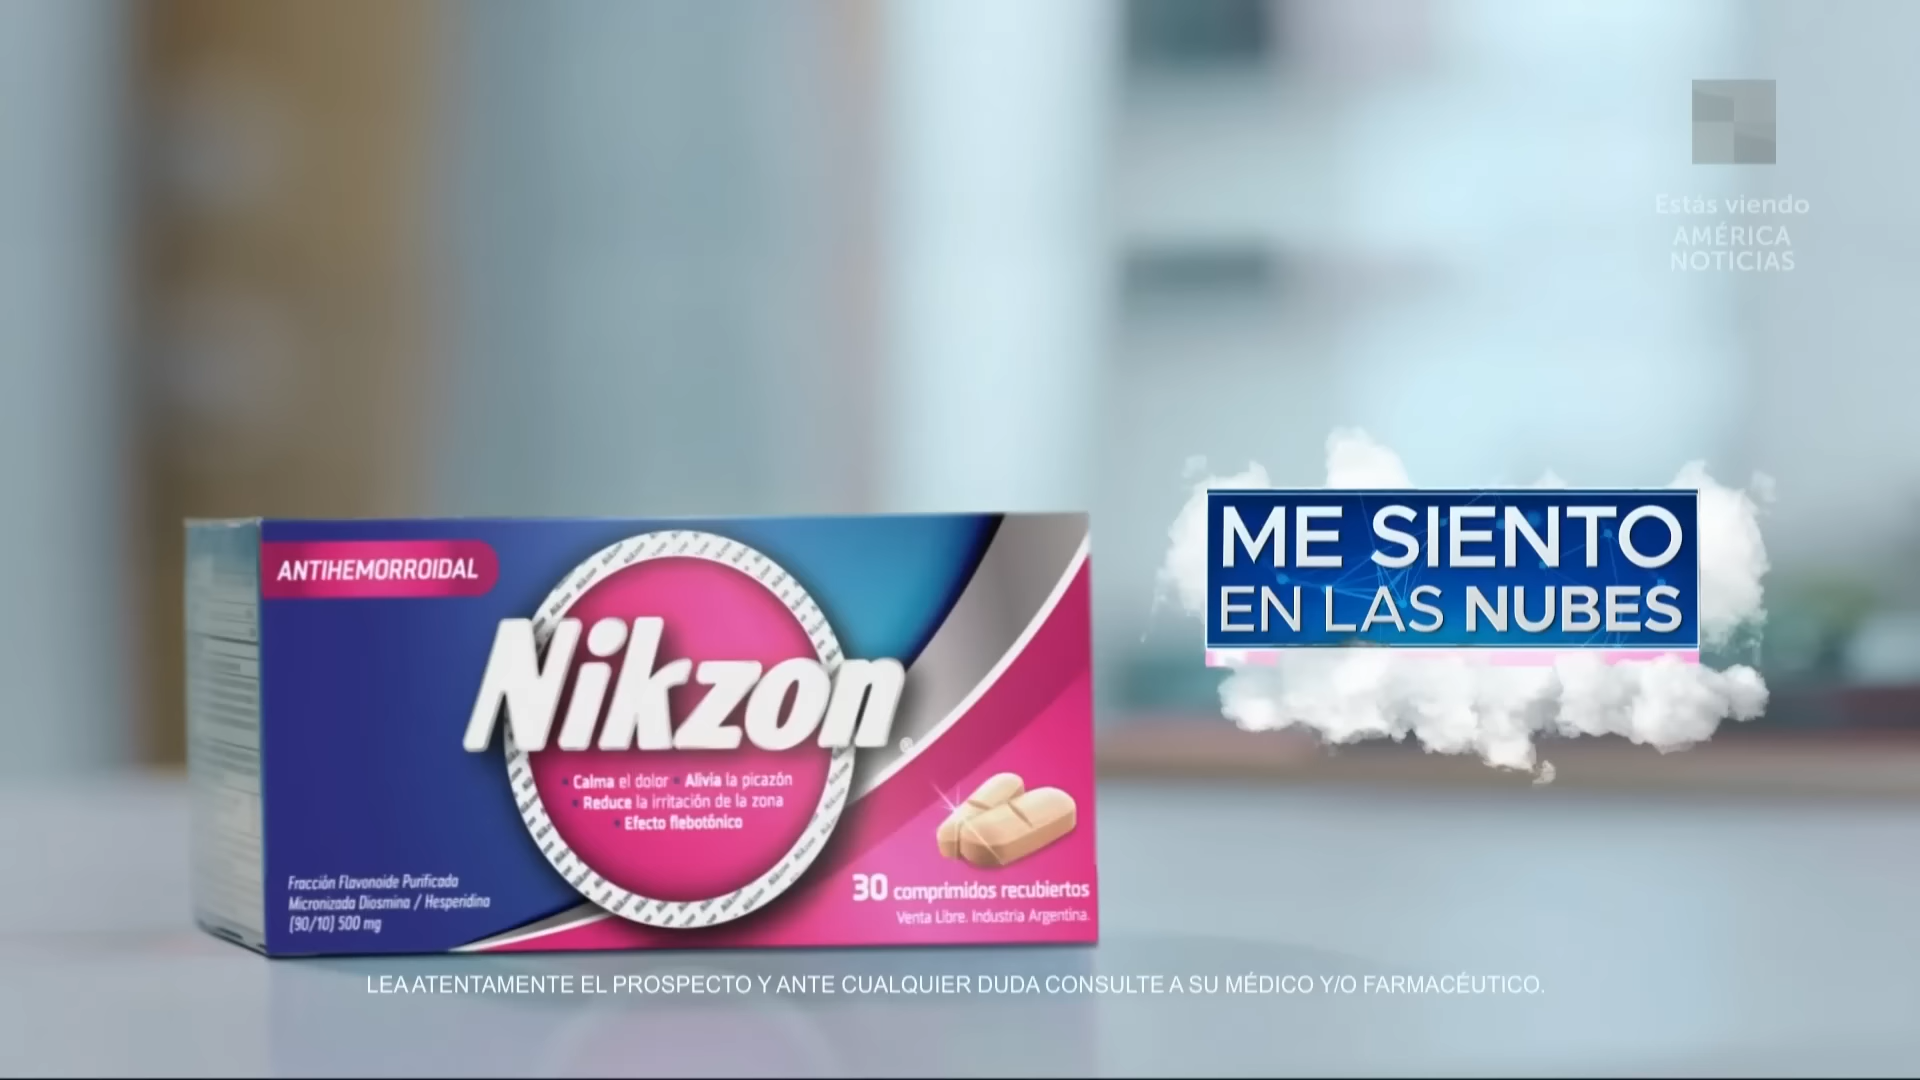 Estás viendo
AMÉRICA
NOTICIAS
ME SIENTO
EN LAS NUBES
ANTIHEMORROIDAL
Nikzon
• Calma el dolor • Alivia la picazón
• Reduce la irritación de la zona
• Efecto flebotónico
Fracción Flavonoide Purificada
Micronizada Diosmina / Hesperidina
(90/10) 500 mg
30 comprimidos recubiertos
Venta Libre. Industria Argentina.
LEA ATENTAMENTE EL PROSPECTO Y ANTE CUALQUIER DUDA CONSULTE A SU MÉDICO Y/O FARMACÉUTICO.